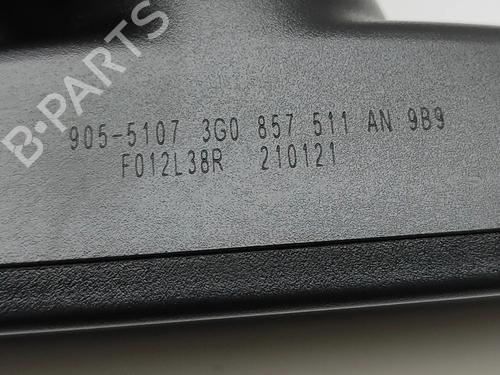 B-PARTS
905-5107 3G0 857 511 AN 9B9
F012L38R 210121